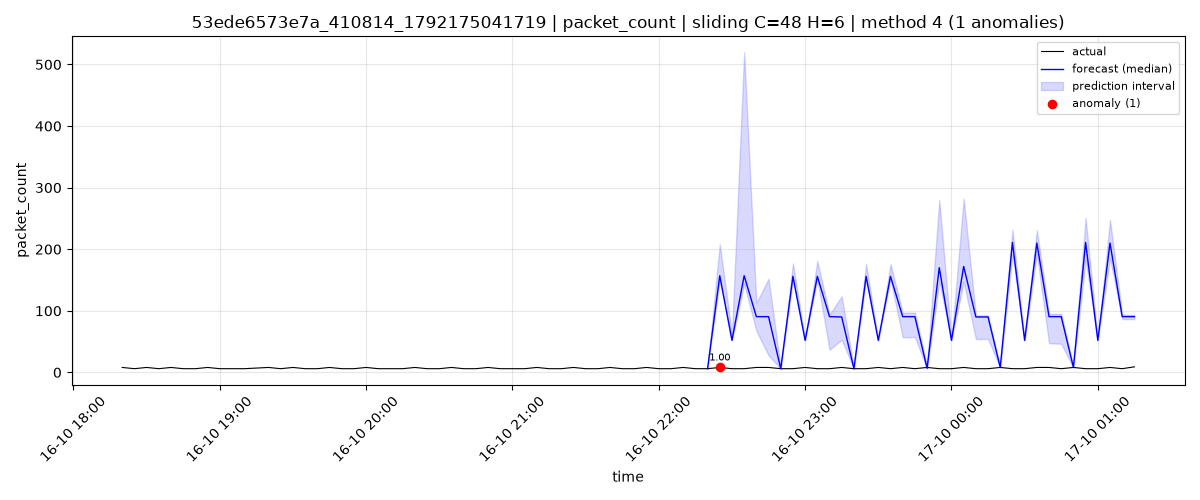 53ede6573e7a_410814_1792175041719 | packet_count | sliding C=48 H=6 | method 4 (1 anomalies)
actual
forecast (median)
prediction interval
anomaly (1)
packet_count
500
400
300
200
100
0
1.00
16-10 18:00
16-10 19:00
16-10 20:00
16-10 21:00
16-10 22:00
16-10 23:00
17-10 00:00
17-10 01:00
time